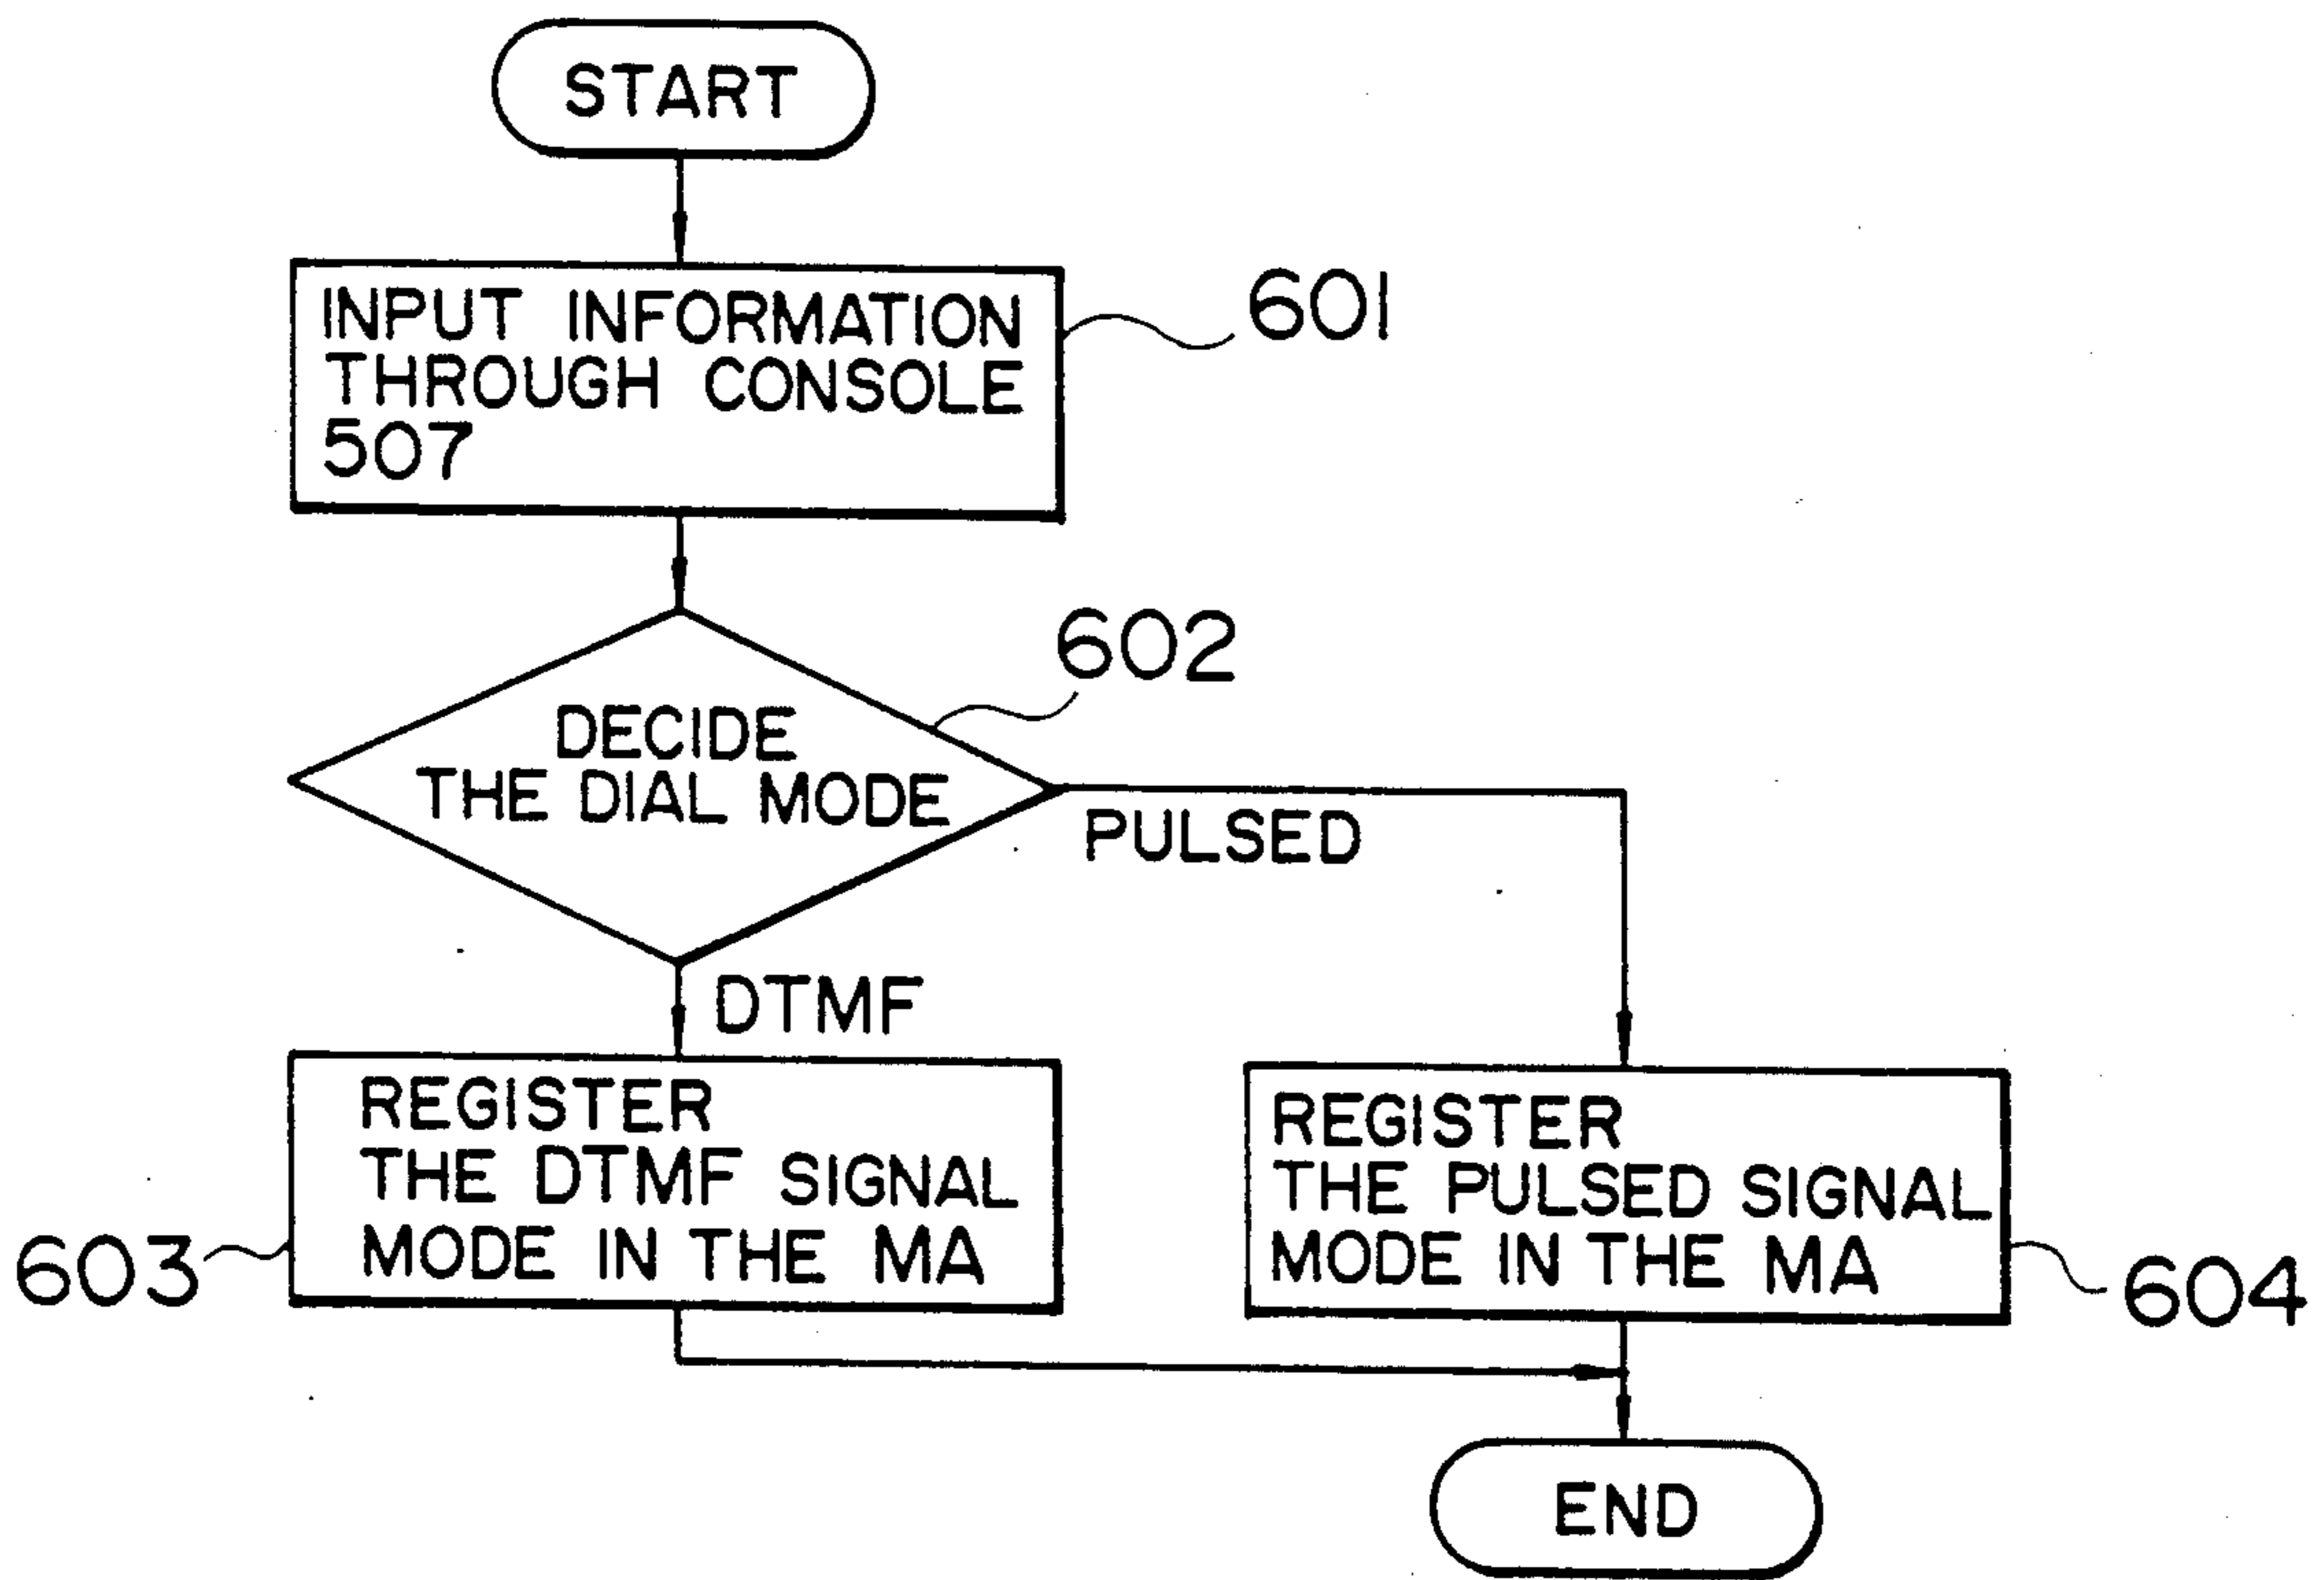 START
INPUT INFORMATION
THROUGH CONSOLE
507
601
602
DECIDE
THE DIAL MODE
PULSED
DTMF
REGISTER
THE DTMF SIGNAL
MODE IN THE MA
603
REGISTER
THE PULSED SIGNAL
MODE IN THE MA
604
END